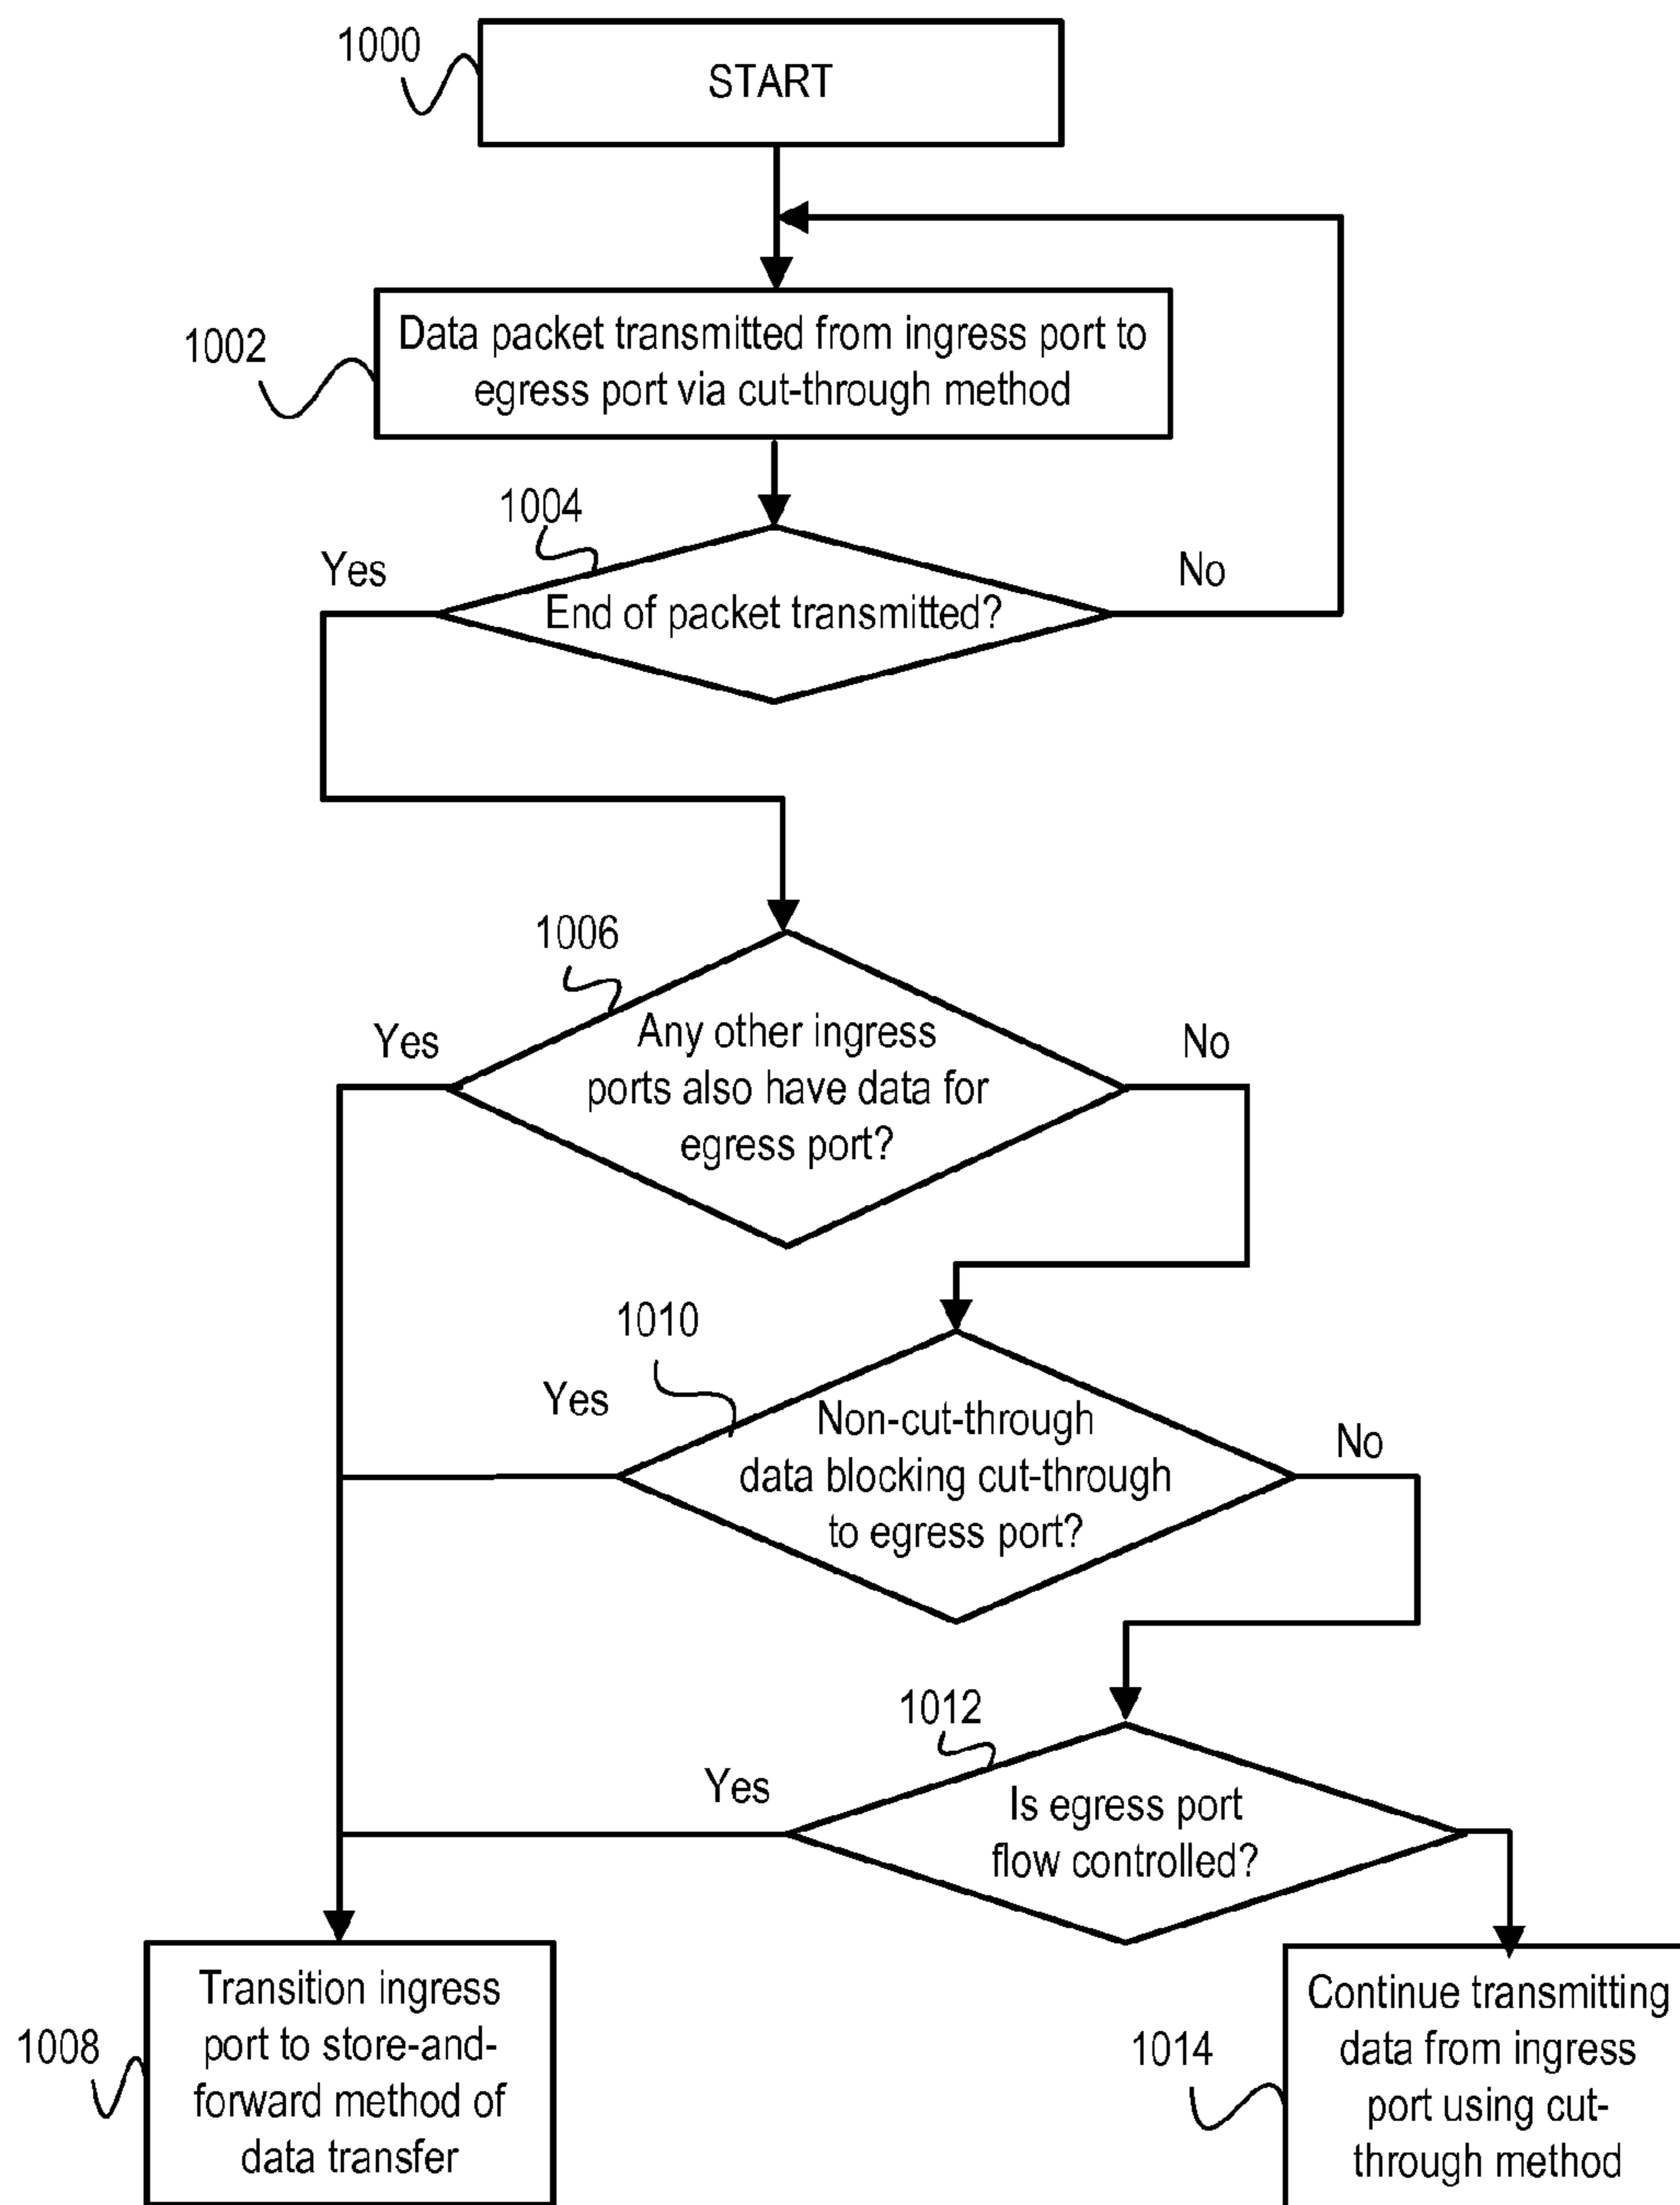 1000
START
1002
Data packet transmitted from ingress port to
egress port via cut-through method
1004
Yes
No
End of packet transmitted?
1006
Yes
No
Any other ingress
ports also have data for
egress port?
1010
Yes
No
Non-cut-through
data blocking cut-through
to egress port?
1012
Yes
Is egress port
flow controlled?
1008
Transition ingress
port to store-and-
forward method of
data transfer
1014
Continue transmitting
data from ingress
port using cut-
through method